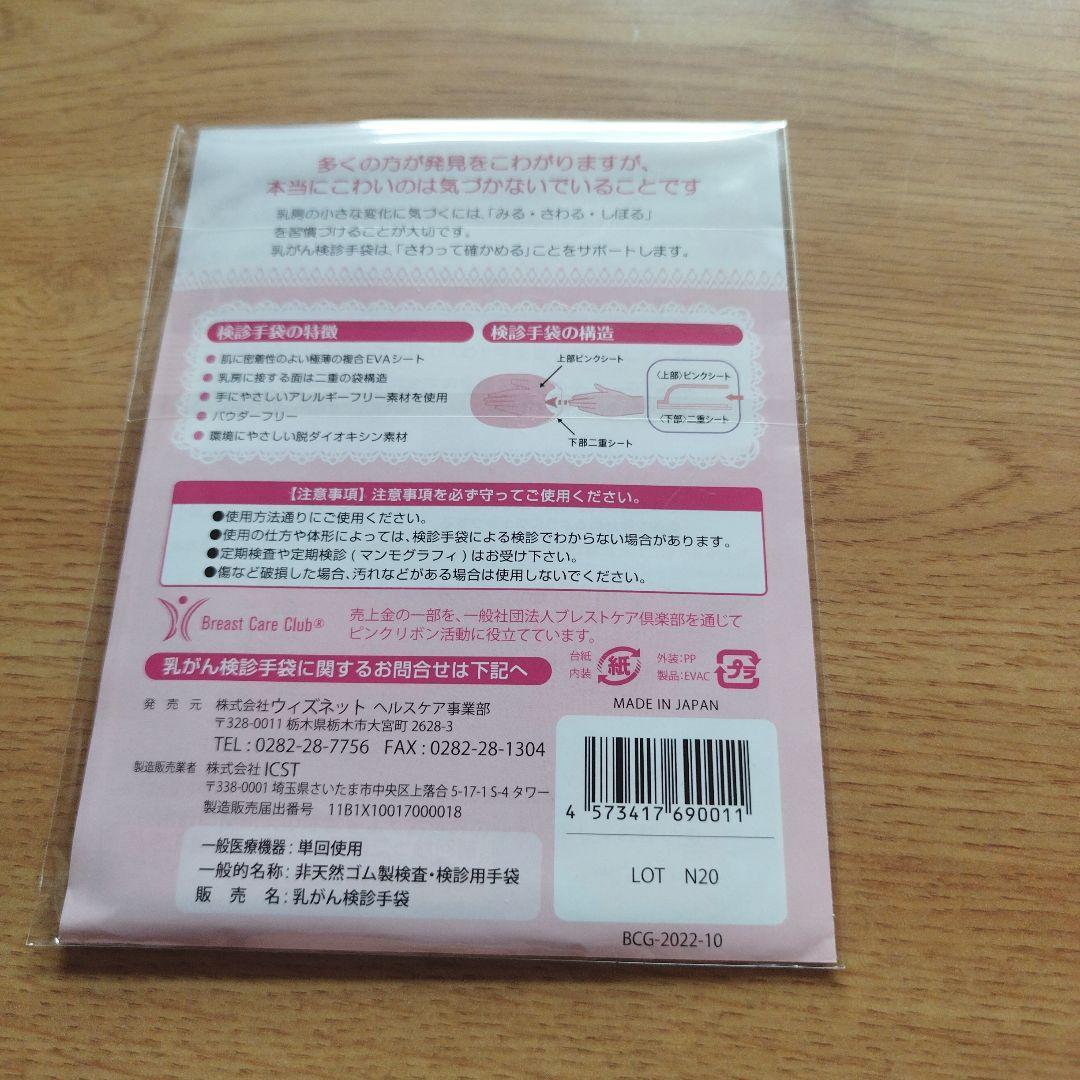 多くの方が発見をこわがりますが、
本当にこわいのは気づかないでいることです
乳房の小さな変化に気づくには、「みる・さわる・しぼる」
を習慣づけることが大切です。
乳がん検診手袋は、「さわって確かめる」ことをサポートします。
検診手袋の特徴
●肌に密着性のよい極薄の複合EVAシート
●乳房に接する面は二重の袋構造
●手にやさしいアレルギーフリー素材を使用
●パウダーフリー
●環境にやさしい脱ダイオキシン素材
検診手袋の構造
上部ピンクシート
下部二重シート
〈上部〉ピンクシート
〈下部〉二重シート
【注意事項】注意事項を必ず守ってご使用ください。
●使用方法通りにご使用ください。
●使用の仕方や体形によっては、検診手袋による検診でわからない場合があります。
●定期検査や定期検診(マンモグラフィ)はお受け下さい。
●傷など破損した場合、汚れなどがある場合は使用しないでください。
Breast Care Club®
売上金の一部を、一般社団法人ブレストケア倶楽部を通じて
ピンクリボン活動に役立てています。
乳がん検診手袋に関するお問合せは下記へ
台紙
内装
紙
外装:PP
製品:EVAC
プラ
MADE IN JAPAN
発売元 株式会社ウィズネット ヘルスケア事業部
〒328-0011 栃木県栃木市大宮町 2628-3
TEL : 0282-28-7756 FAX : 0282-28-1304
製造販売業者 株式会社 ICST
〒338-0001 埼玉県さいたま市中央区上落合 5-17-1 S-4 タワー
製造販売届出番号 11B1X10017000018
一般医療機器:単回使用
一般的名称:非天然ゴム製検査・検診用手袋
販売名:乳がん検診手袋
4 573417 690011
LOT N20
BCG-2022-10